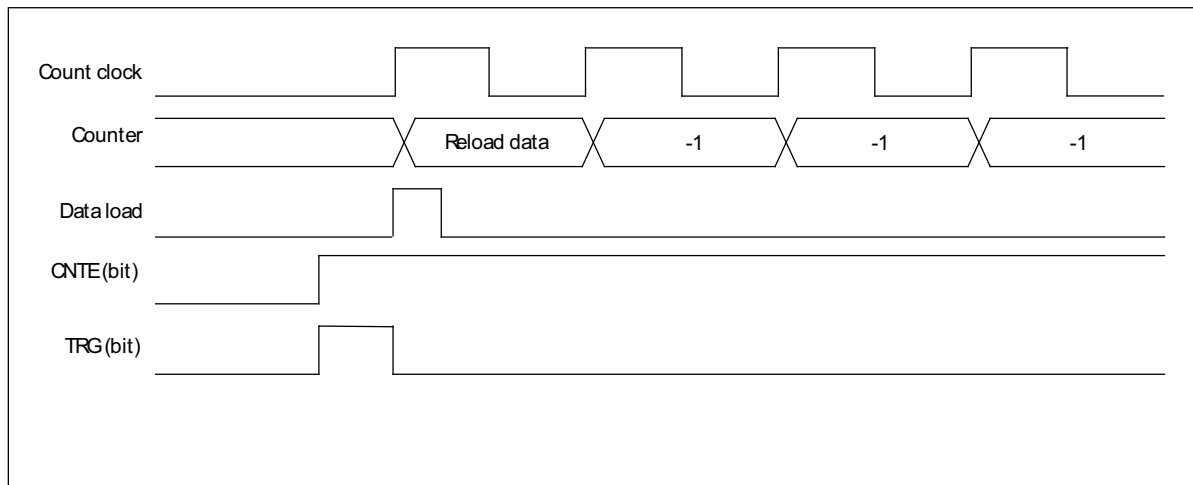 Count clock
Counter
Reload data
-1
-1
-1
Data load
CNTE(bit)
TRG(bit)